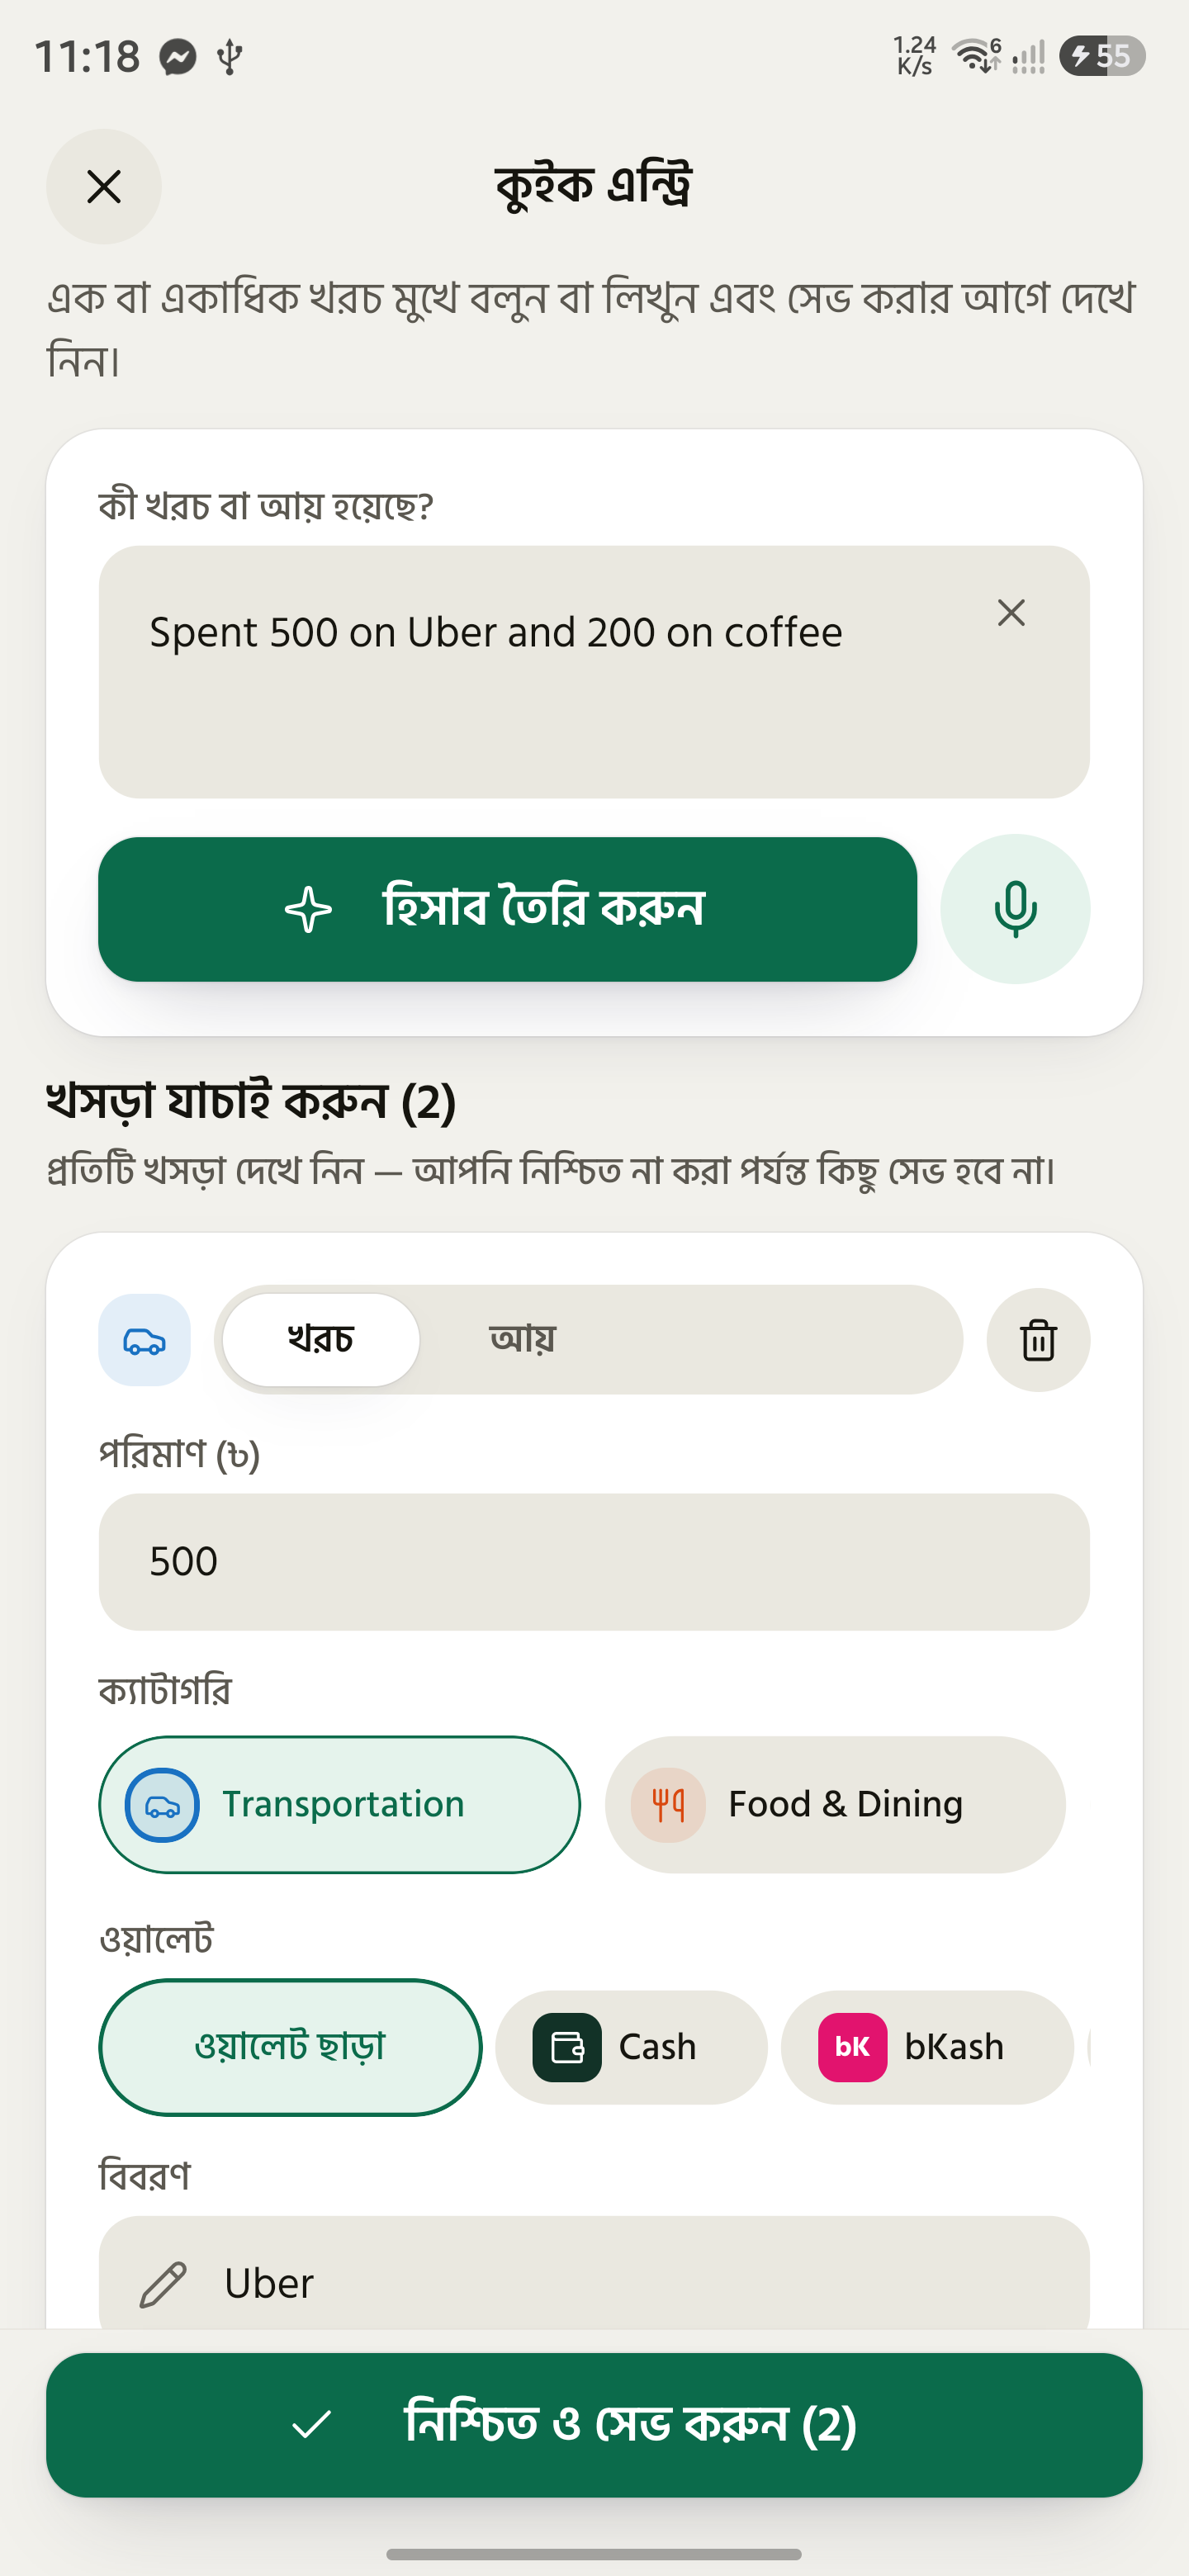 11:18
1.24
K/s
6
55
কুইক এন্ট্রি
এক বা একাধিক খরচ মুখে বলুন বা লিখুন এবং সেভ করার আগে দেখে
নিন।
কী খরচ বা আয় হয়েছে?
Spent 500 on Uber and 200 on coffee
হিসাব তৈরি করুন
খসড়া যাচাই করুন (2)
প্রতিটি খসড়া দেখে নিন — আপনি নিশ্চিত না করা পর্যন্ত কিছু সেভ হবে না।
খরচ
আয়
পরিমাণ (৳)
500
ক্যাটাগরি
Transportation
Food & Dining
ওয়ালেট
ওয়ালেট ছাড়া
Cash
bK
bKash
বিবরণ
Uber
নিশ্চিত ও সেভ করুন (2)